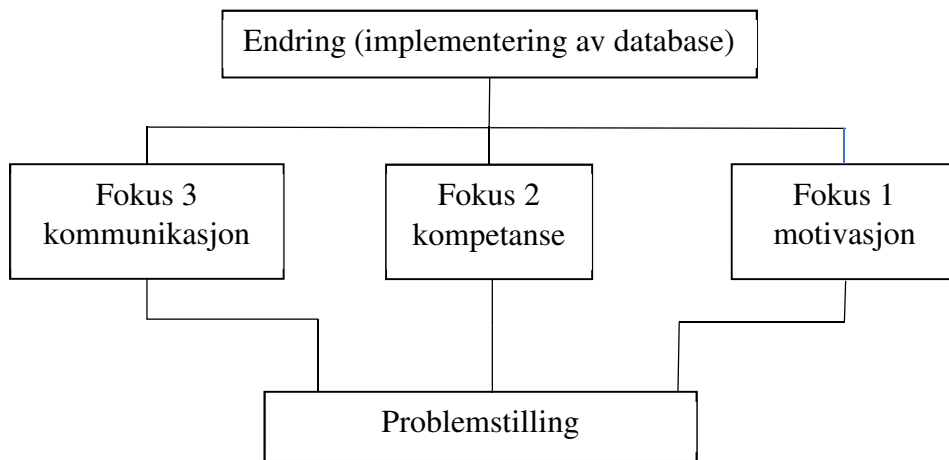 Endring (implementering av database)
Fokus 3
kommunikasjon
Fokus 2
kompetanse
Fokus 1
motivasjon
Problemstilling